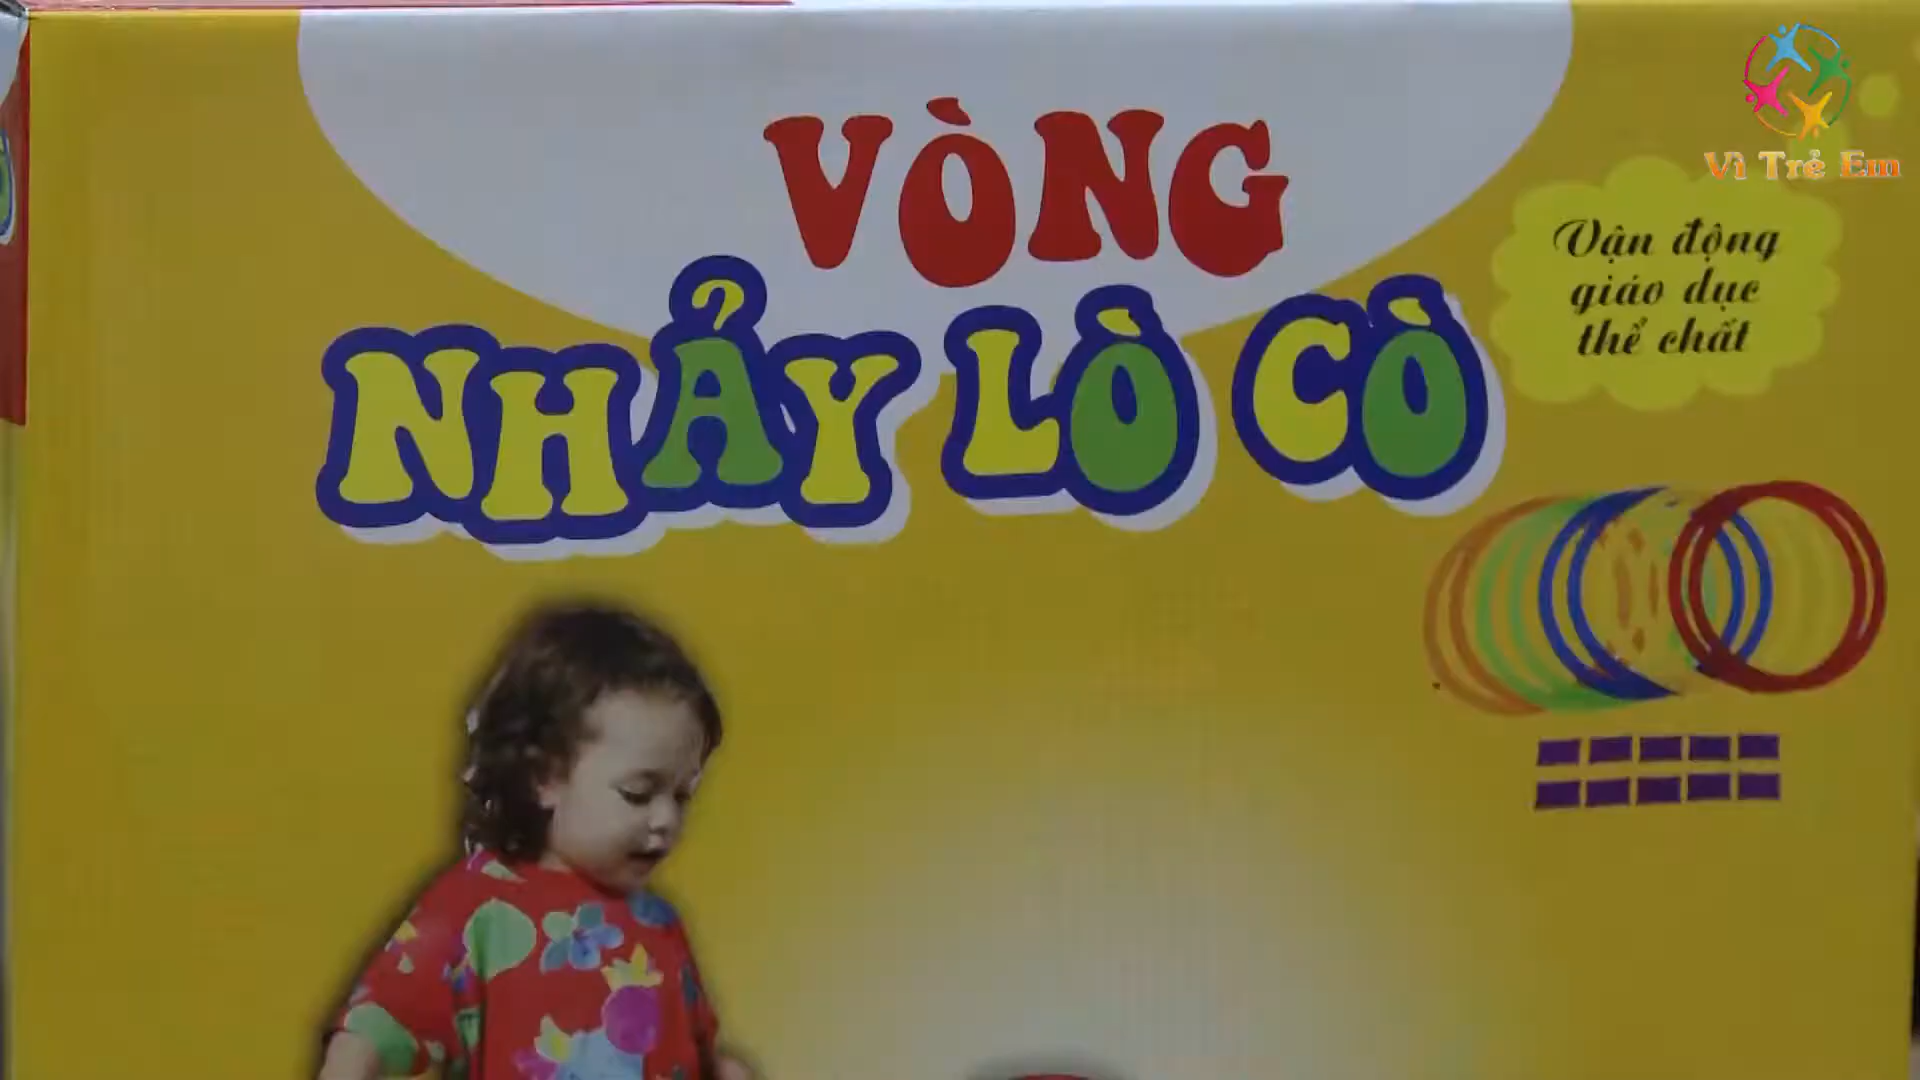 Vì Trẻ Em
VÒNG
NHẢY LÒ CÒ
Vận động
giáo dục
thể chất